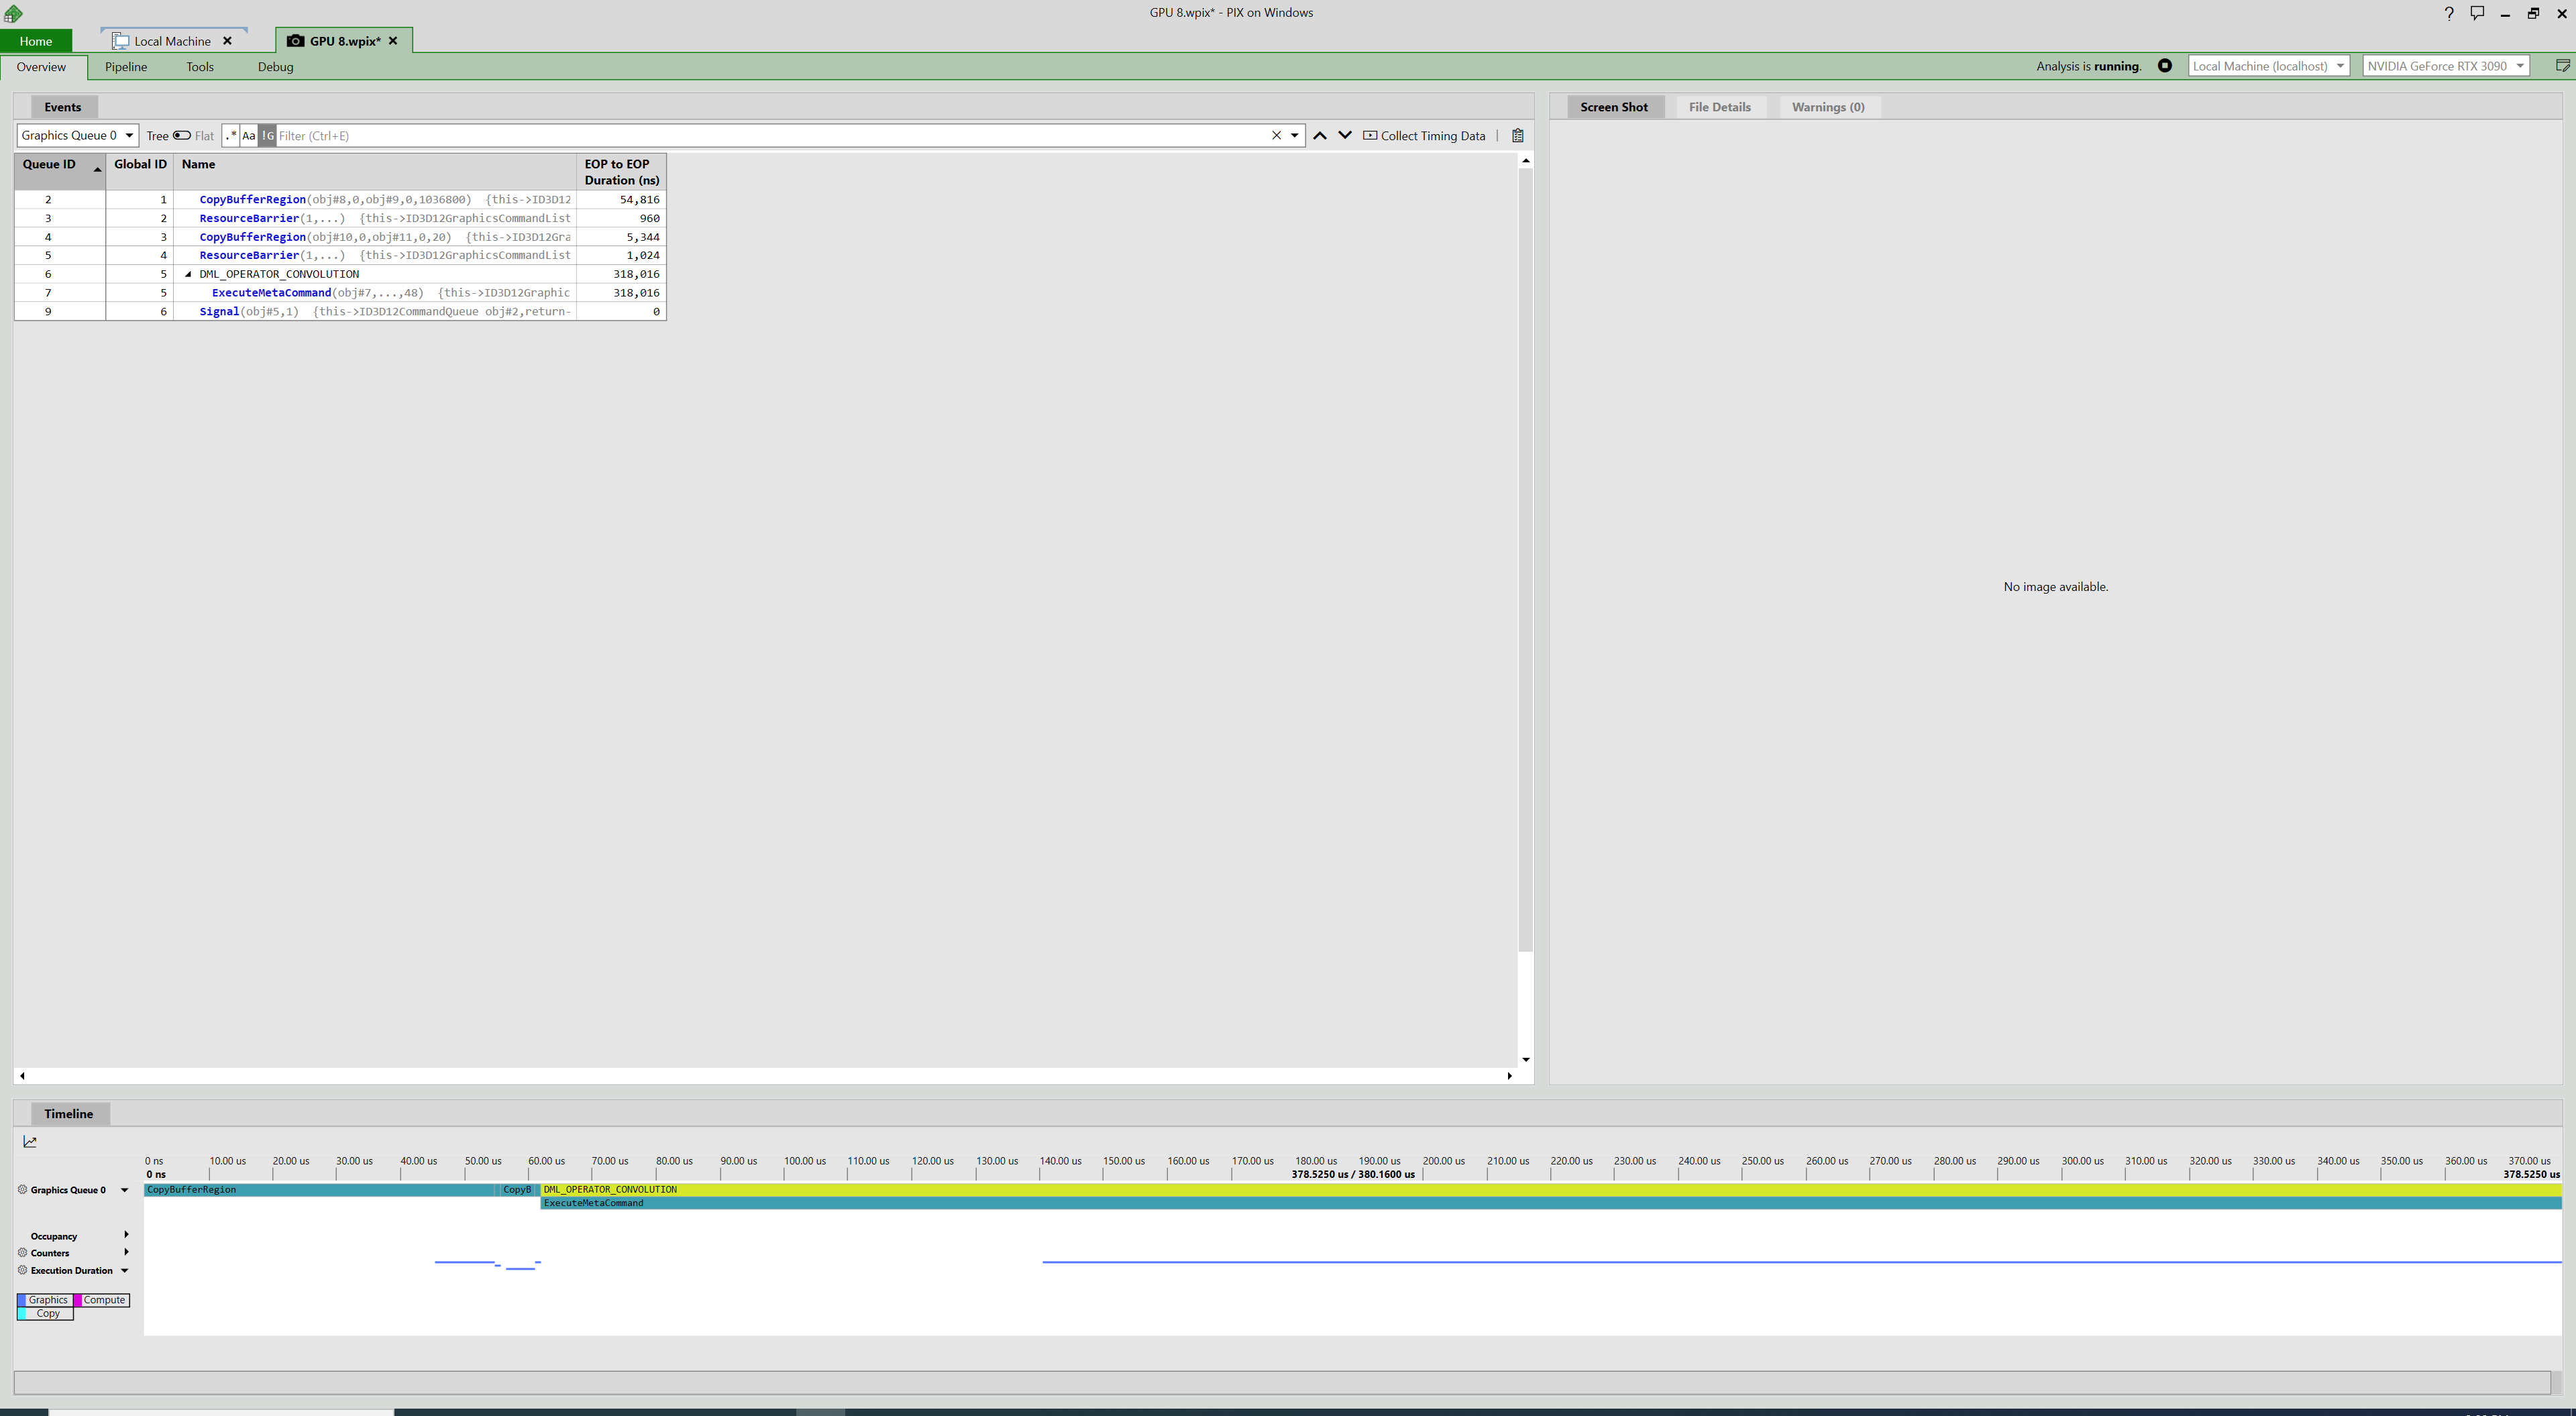 GPU 8.wpix* - PIX on Windows
Home
Local Machine
GPU 8.wpix*
Overview Pipeline Tools Debug
Analysis is running.
Local Machine (localhost)
NVIDIA GeForce RTX 3090
Events
Graphics Queue 0 Tree Flat .* Aa !G Filter (Ctrl+E) Collect Timing Data
Queue ID Global ID Name EOP to EOP Duration (ns)
2 1 CopyBufferRegion(obj#8,0,obj#9,0,1036800) {this->ID3D12 54,816
3 2 ResourceBarrier(1,...) {this->ID3D12GraphicsCommandList 960
4 3 CopyBufferRegion(obj#10,0,obj#11,0,20) {this->ID3D12Gra 5,344
5 4 ResourceBarrier(1,...) {this->ID3D12GraphicsCommandList 1,024
6 5 DML_OPERATOR_CONVOLUTION 318,016
7 5 ExecuteMetaCommand(obj#7,...,48) {this->ID3D12Graphic 318,016
9 6 Signal(obj#5,1) {this->ID3D12CommandQueue obj#2,return- 0
Screen Shot File Details Warnings (0)
No image available.
Timeline
0 ns 10.00 us 20.00 us 30.00 us 40.00 us 50.00 us 60.00 us 70.00 us 80.00 us 90.00 us 100.00 us 110.00 us 120.00 us 130.00 us 140.00 us 150.00 us 160.00 us 170.00 us 180.00 us 190.00 us 200.00 us 210.00 us 220.00 us 230.00 us 240.00 us 250.00 us 260.00 us 270.00 us 280.00 us 290.00 us 300.00 us 310.00 us 320.00 us 330.00 us 340.00 us 350.00 us 360.00 us 370.00 us
0 ns 378.5250 us / 380.1600 us 378.5250 us
Graphics Queue 0 CopyBufferRegion CopyB DML_OPERATOR_CONVOLUTION
ExecuteMetaCommand
Occupancy
Counters
Execution Duration
Graphics Compute
Copy